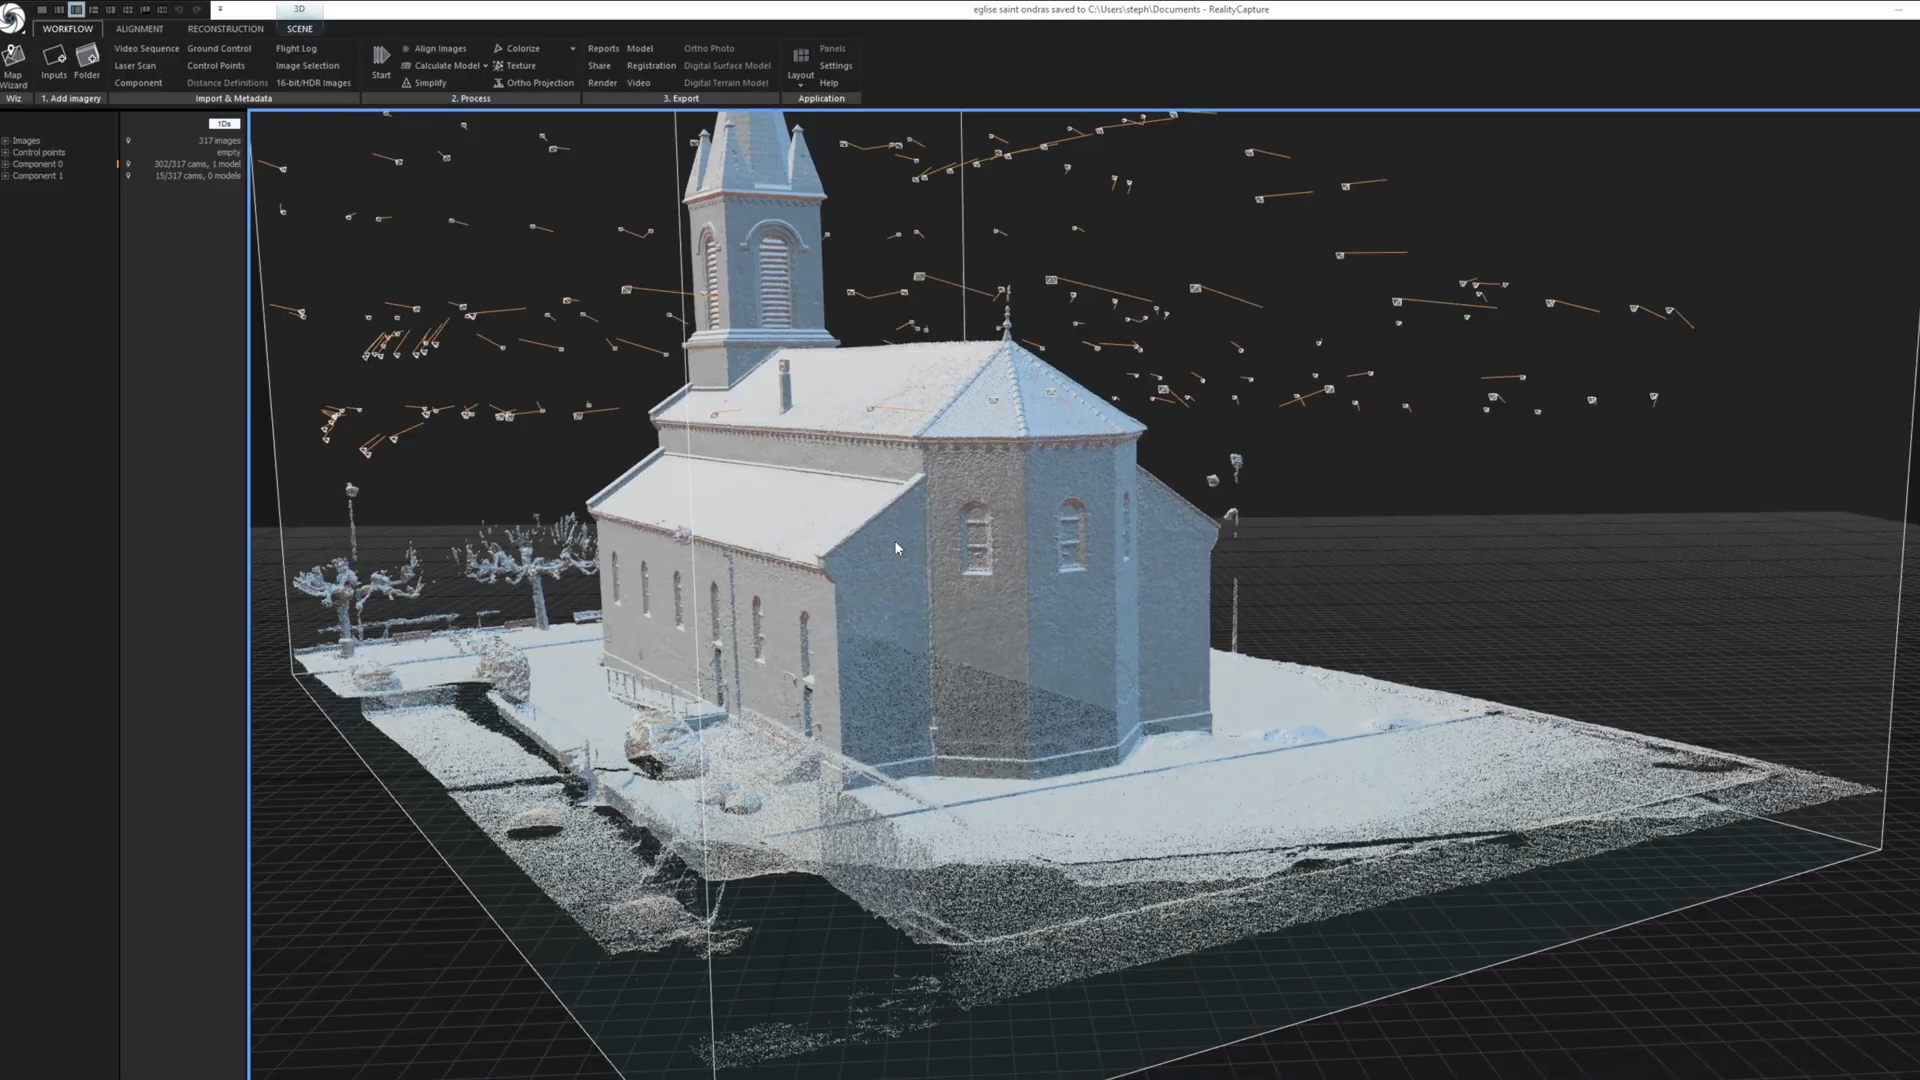 3D
eglise saint ondras saved to C:\Users\steph\Documents - RealityCapture
WORKFLOW ALIGNMENT RECONSTRUCTION SCENE
Map Wizard
Inputs
Folder
Video Sequence Ground Control Flight Log
Laser Scan Control Points Image Selection
Component Distance Definitions 16-bit/HDR Images
Start
Align Images Colorize
Calculate Model Texture
Simplify Ortho Projection
Reports Model Ortho Photo
Share Registration Digital Surface Model
Render Video Digital Terrain Model
Layout
Panels
Settings
Help
Wiz 1. Add imagery Import & Metadata 2. Process 3. Export Application
1Ds
Images 317 images
Control points empty
Component 0 302/317 cams, 1 model
Component 1 15/317 cams, 0 models